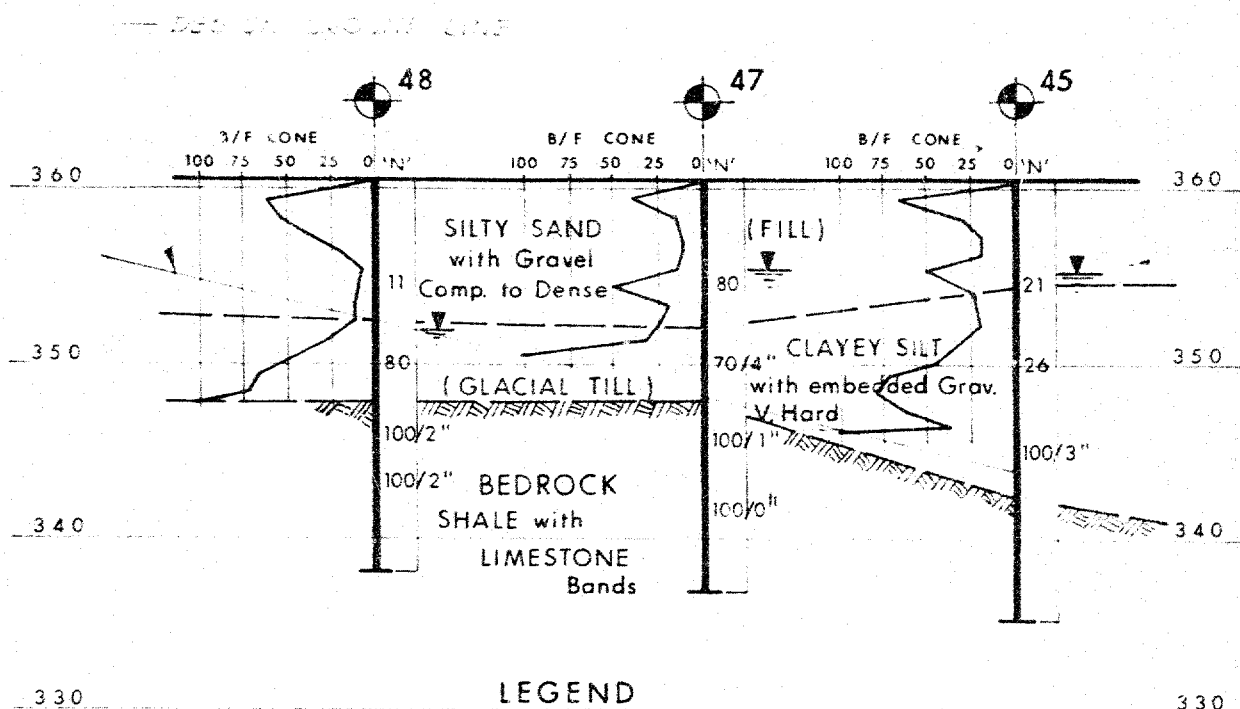 48
47
45
B/F CONE
B/F CONE
100 75 50 25 0 'N'
100 75 50 25 0 'N'
100 75 50 25 0 'N'
360
360
SILTY SAND
(FILL)
with Gravel
11
Comp. to Dense
80
21
350
80
70/4"
CLAYEY SILT
26
350
(GLACIAL TILL)
with embedded Grav.
V. Hard
100/2"
100/1"
100/3"
100/2"
BEDROCK
100/0"
SHALE with
340
340
LIMESTONE
Bands
LEGEND
330
330